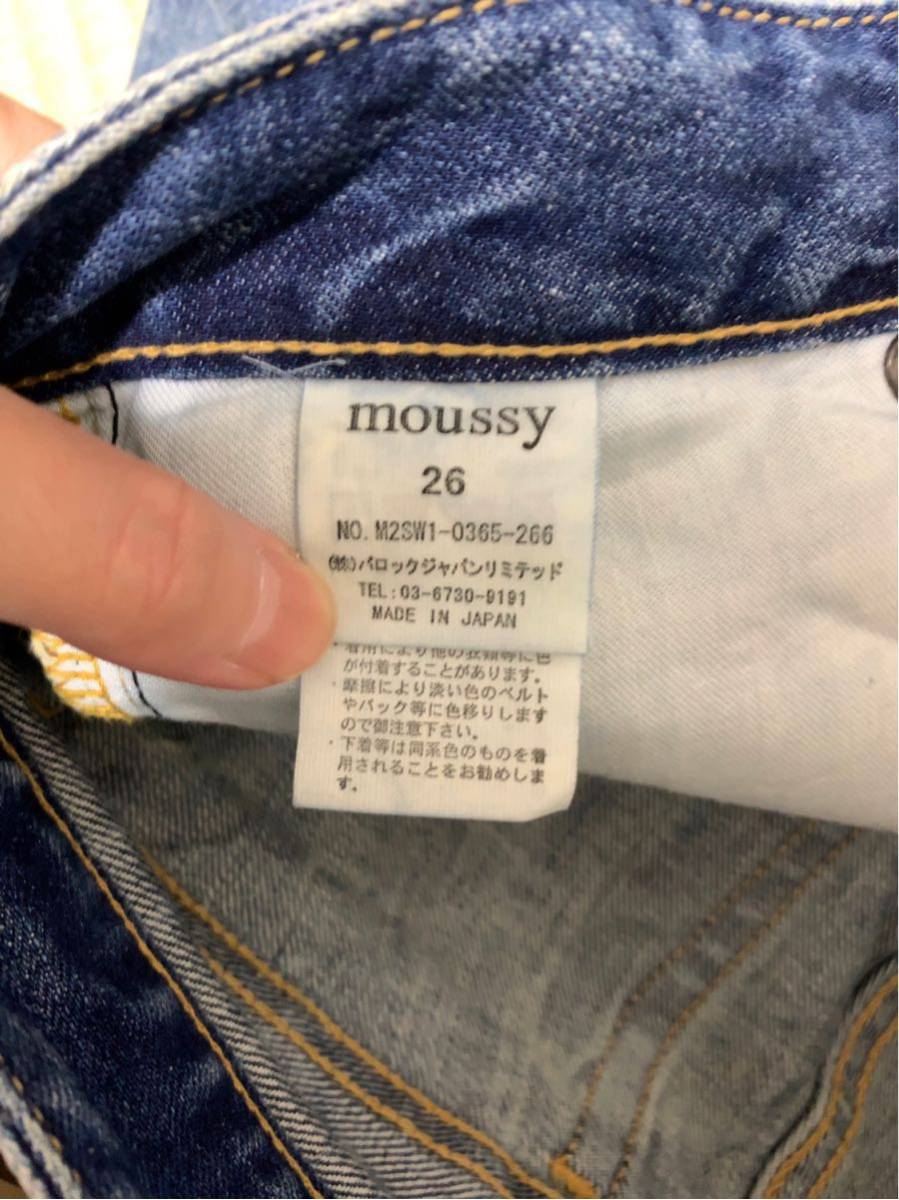 moussy
26
NO. M2SW1-0365-266
(株)バロックジャパンリミテッド
TEL:03-6730-9191
MADE IN JAPAN
・着用により他の衣類等に色
が付着することがあります。
・摩擦により淡い色のベルト
やバック等に色移りします
ので御注意下さい。
・下着等は同系色のものを着
用されることをお勧めしま
す。